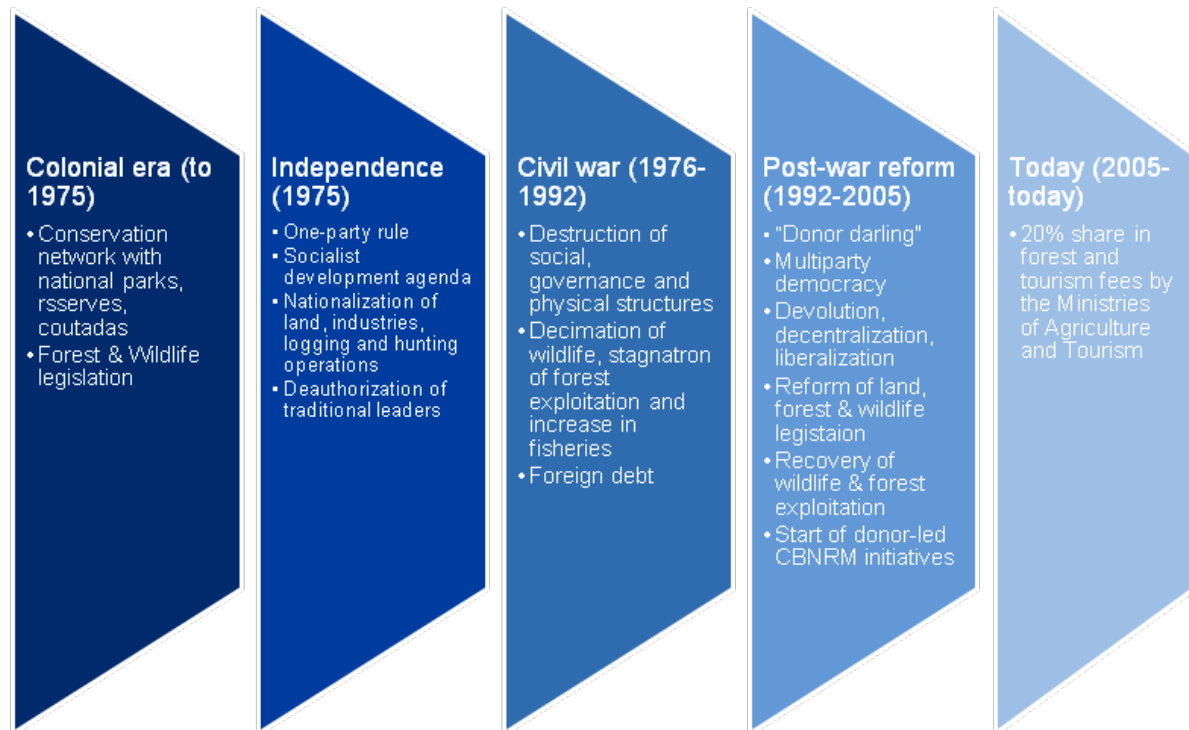 Colonial era (to
1975)
• Conservation
network with
national parks,
rsserves,
coutadas
• Forest & Wildlife
legislation
Independence
(1975)
▪ One-party rule
▪ Socialist
development agenda
▪ Nationalization of
land, industries,
logging and hunting
operations
▪ Deauthorization of
traditional leaders
Civil war (1976-
1992)
• Destruction of
social,
governance and
physical structures
• Decimation of
wildlife, stagnatron
of forest
exploitation and
increase in
fisheries
• Foreign debt
Post-war reform
(1992-2005)
▪ "Donor darling"
• Multiparty
democracy
• Devolution,
decentralization,
liberalization
• Reform of land,
forest & wildlife
legistaion
• Recovery of
wildlife & forest
exploitation
• Start of donor-led
CBNRM initiatives
Today (2005-
today)
• 20% share in
forest and
tourism fees by
the Ministries
of Agriculture
and Tourism